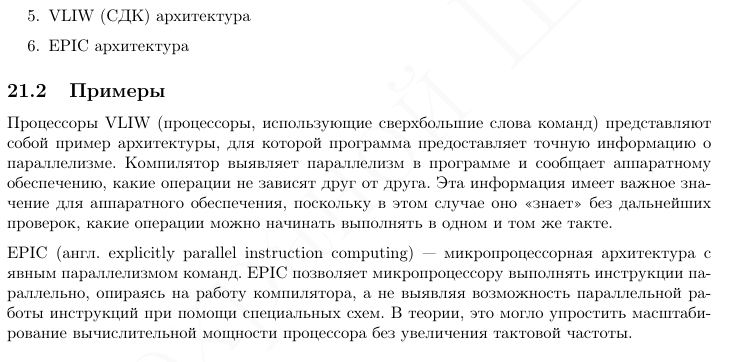 5. VLIW (СДК) архитектура
6. EPIC архитектура
21.2 Примеры
Процессоры VLIW (процессоры, использующие сверхбольшие слова команд) представляют
собой пример архитектуры, для которой программа предоставляет точную информацию о
параллелизме. Компилятор выявляет параллелизм в программе и сообщает аппаратному
обеспечению, какие операции не зависят друг от друга. Эта информация имеет важное зна-
чение для аппаратного обеспечения, поскольку в этом случае оно «знает» без дальнейших
проверок, какие операции можно начинать выполнять в одном и том же такте.
EPIC (англ. explicitly parallel instruction computing) — микропроцессорная архитектура с
явным параллелизмом команд. EPIC позволяет микропроцессору выполнять инструкции па-
раллельно, опираясь на работу компилятора, а не выявляя возможность параллельной ра-
боты инструкций при помощи специальных схем. В теории, это могло упростить масштаби-
рование вычислительной мощности процессора без увеличения тактовой частоты.